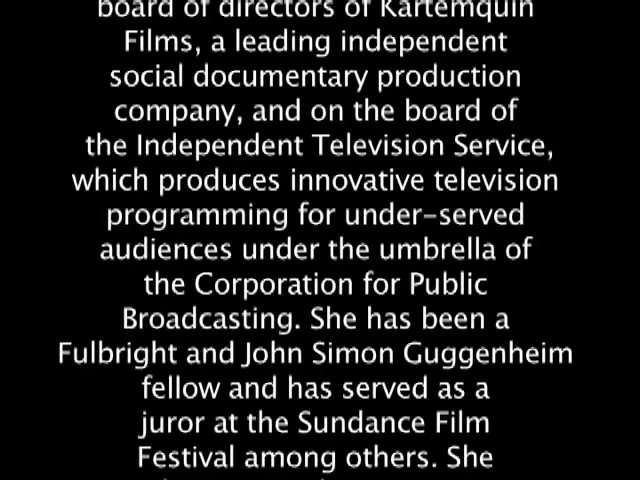 board of directors of Kartemquin
Films, a leading independent
social documentary production
company, and on the board of
the Independent Television Service,
which produces innovative television
programming for under-served
audiences under the umbrella of
the Corporation for Public
Broadcasting. She has been a
Fulbright and John Simon Guggenheim
fellow and has served as a
juror at the Sundance Film
Festival among others. She